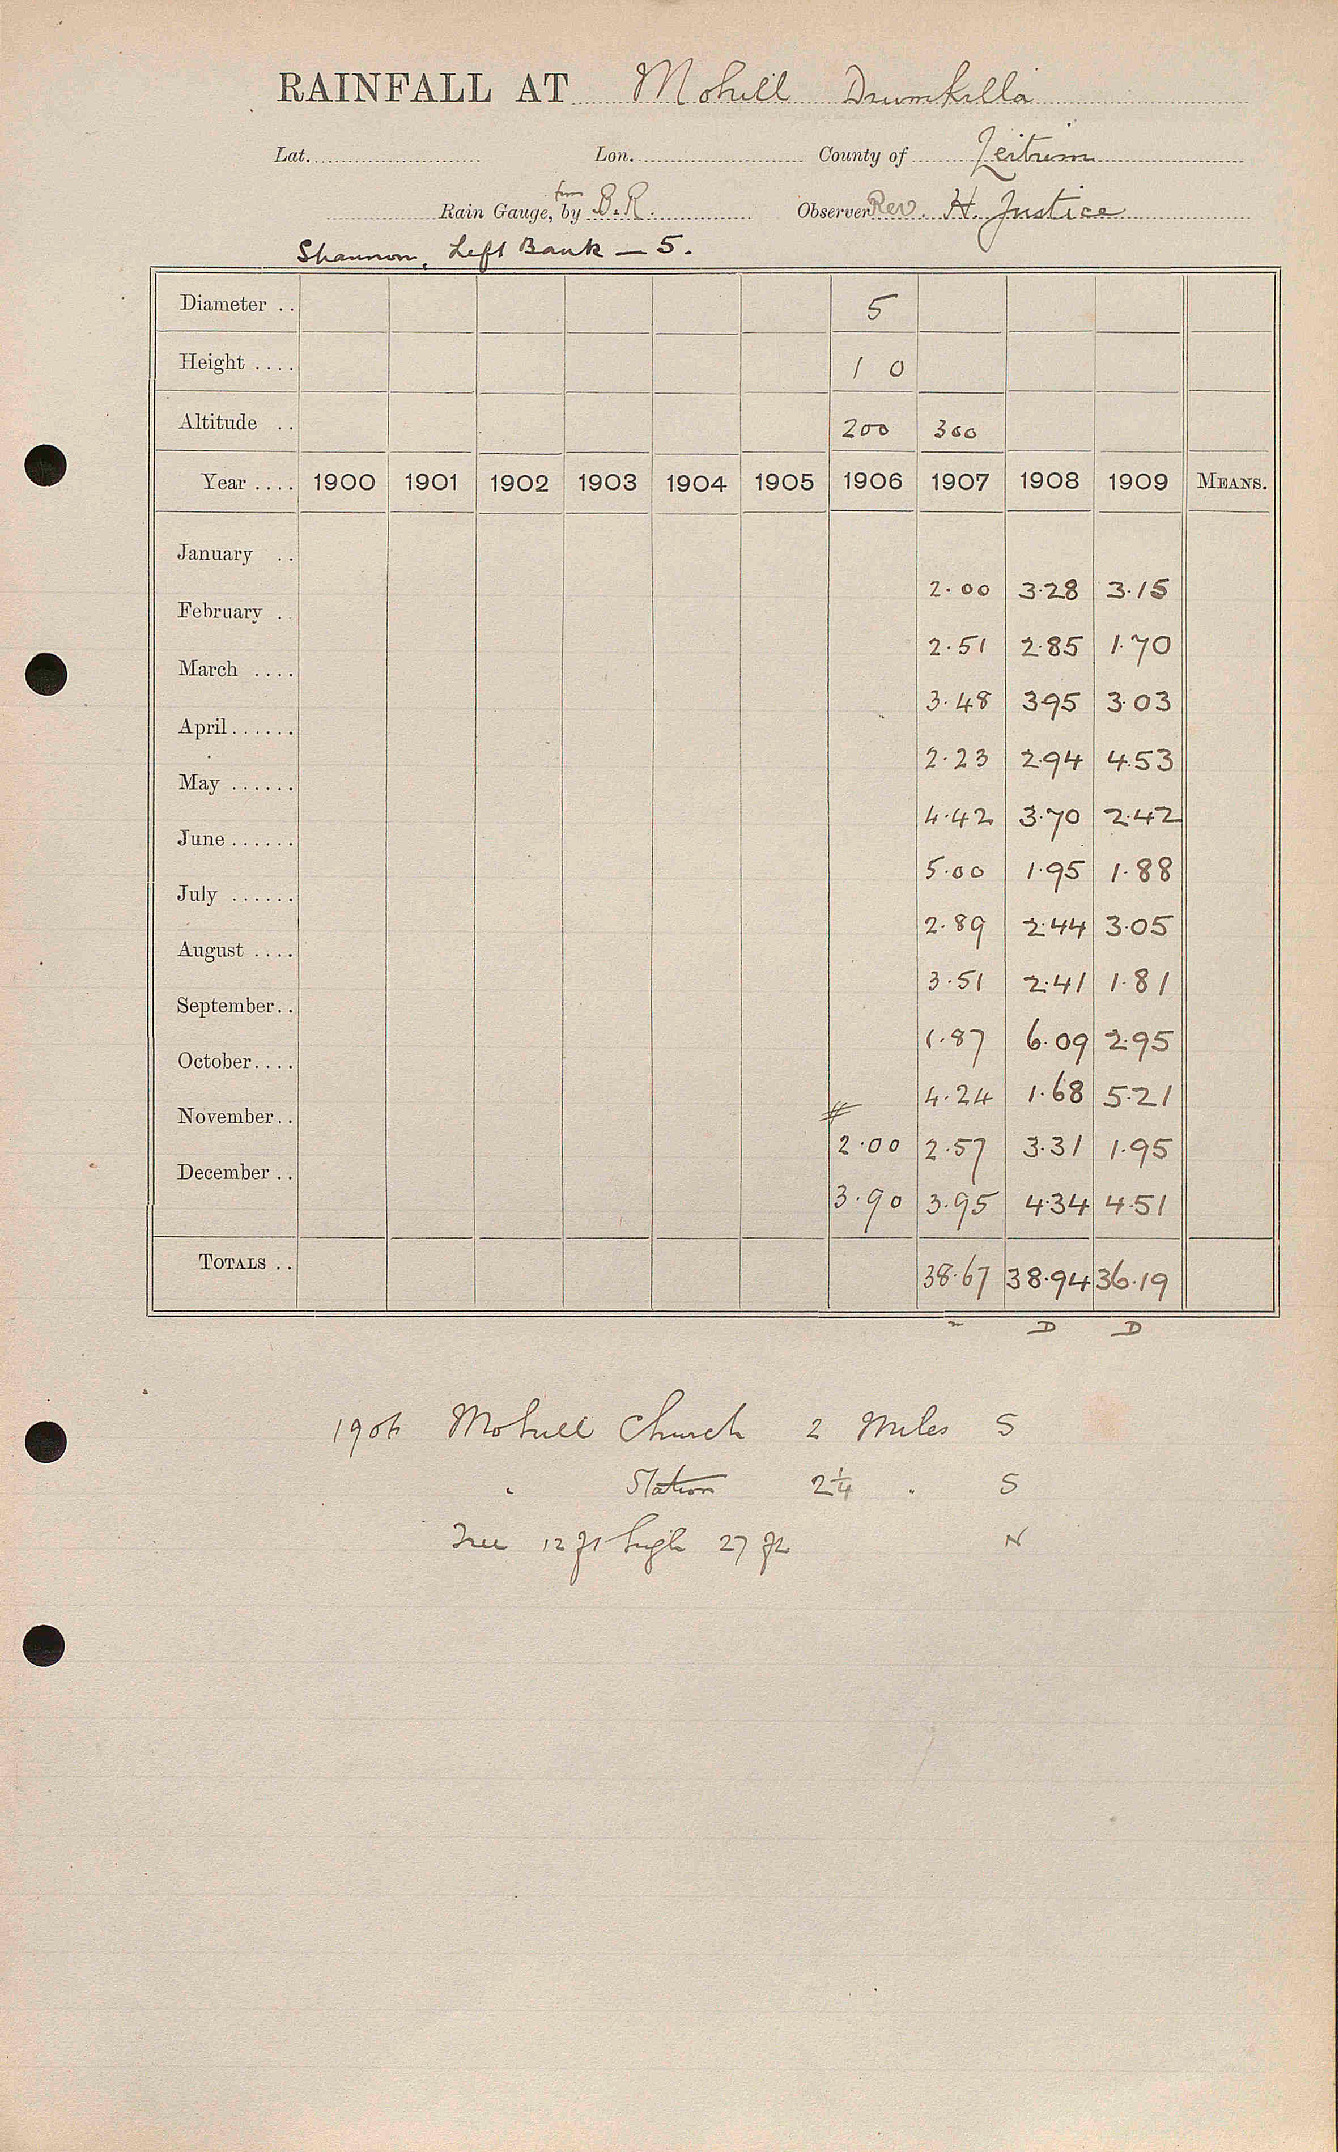 RAINFALL AT Mohill Drumkilla
Lat. Lon. County of Leitrim
Rain Gauge, from by B.R. Observer Rev. H. Justice
Shannon, Left Bank — 5.
Diameter .. 5
Height .... 1 0
Altitude .. 200 300
Year .... 1900 1901 1902 1903 1904 1905 1906 1907 1908 1909 MEANS.
January ..
2.00 3.28 3.15
February ..
2.51 2.85 1.70
March ....
3.48 3.95 3.03
April......
2.23 2.94 4.53
May ......
4.42 3.70 2.42
June ......
5.00 1.95 1.88
July ......
2.89 2.44 3.05
August ....
3.51 2.41 1.81
September..
1.87 6.09 2.95
October....
4.24 1.68 5.21
November..
# 2.00 2.57 3.31 1.95
December ..
3.90 3.95 4.34 4.51
TOTALS .. 38.67 38.94 36.19
D D
1906 Mohill Church 2 Miles S
" Station 2¼ " S
Tree 12 ft high 27 ft N